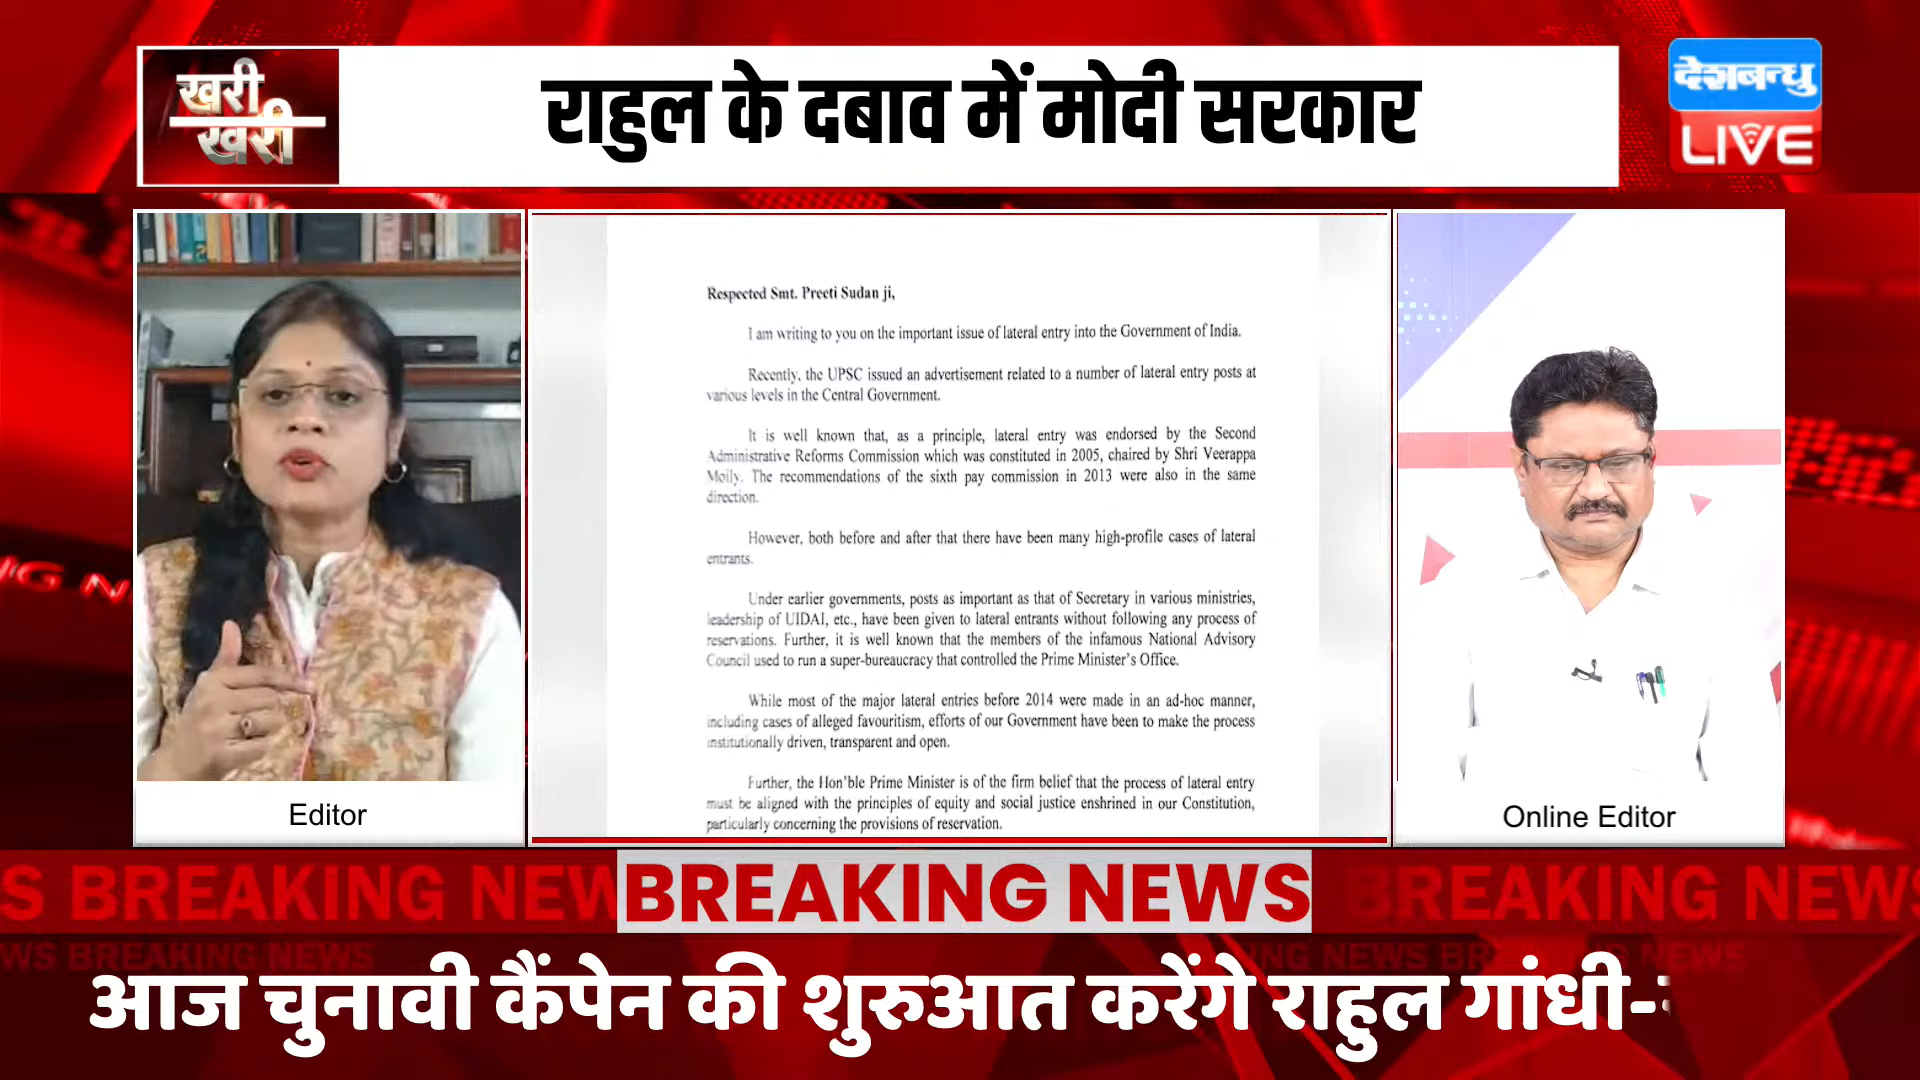 खरी
खरी
राहुल के दबाव में मोदी सरकार
देशबन्धु
LIVE
Respected Smt. Preeti Sudan ji,
I am writing to you on the important issue of lateral entry into the Government of India.
Recently, the UPSC issued an advertisement related to a number of lateral entry posts at
various levels in the Central Government.
It is well known that, as a principle, lateral entry was endorsed by the Second
Administrative Reforms Commission which was constituted in 2005, chaired by Shri Veerappa
Moily. The recommendations of the sixth pay commission in 2013 were also in the same
direction.
However, both before and after that there have been many high-profile cases of lateral
entrants.
Under earlier governments, posts as important as that of Secretary in various ministries,
leadership of UIDAI, etc., have been given to lateral entrants without following any process of
reservations. Further, it is well known that the members of the infamous National Advisory
Council used to run a super-bureaucracy that controlled the Prime Minister's Office.
While most of the major lateral entries before 2014 were made in an ad-hoc manner,
including cases of alleged favouritism, efforts of our Government have been to make the process
institutionally driven, transparent and open.
Further, the Hon'ble Prime Minister is of the firm belief that the process of lateral entry
must be aligned with the principles of equity and social justice enshrined in our Constitution,
particularly concerning the provisions of reservation.
Editor
Online Editor
S BREAKING NEW
BREAKING NEWS
BREAKING NEWS
WS BREAKING NEWS
NG NEWS BREAKING NEWS
आज चुनावी कैंपेन की शुरुआत करेंगे राहुल गांधी-